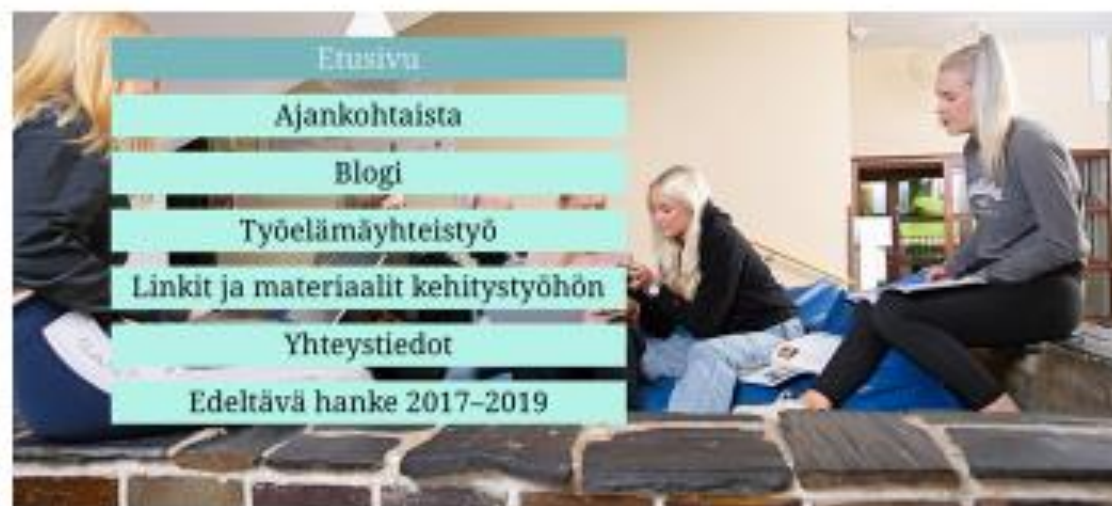 Etusivu
Ajankohtaista
Blogi
Työelämäyhteistyö
Linkit ja materiaalit kehitystyöhön
Yhteystiedot
Edeltävä hanke 2017–2019